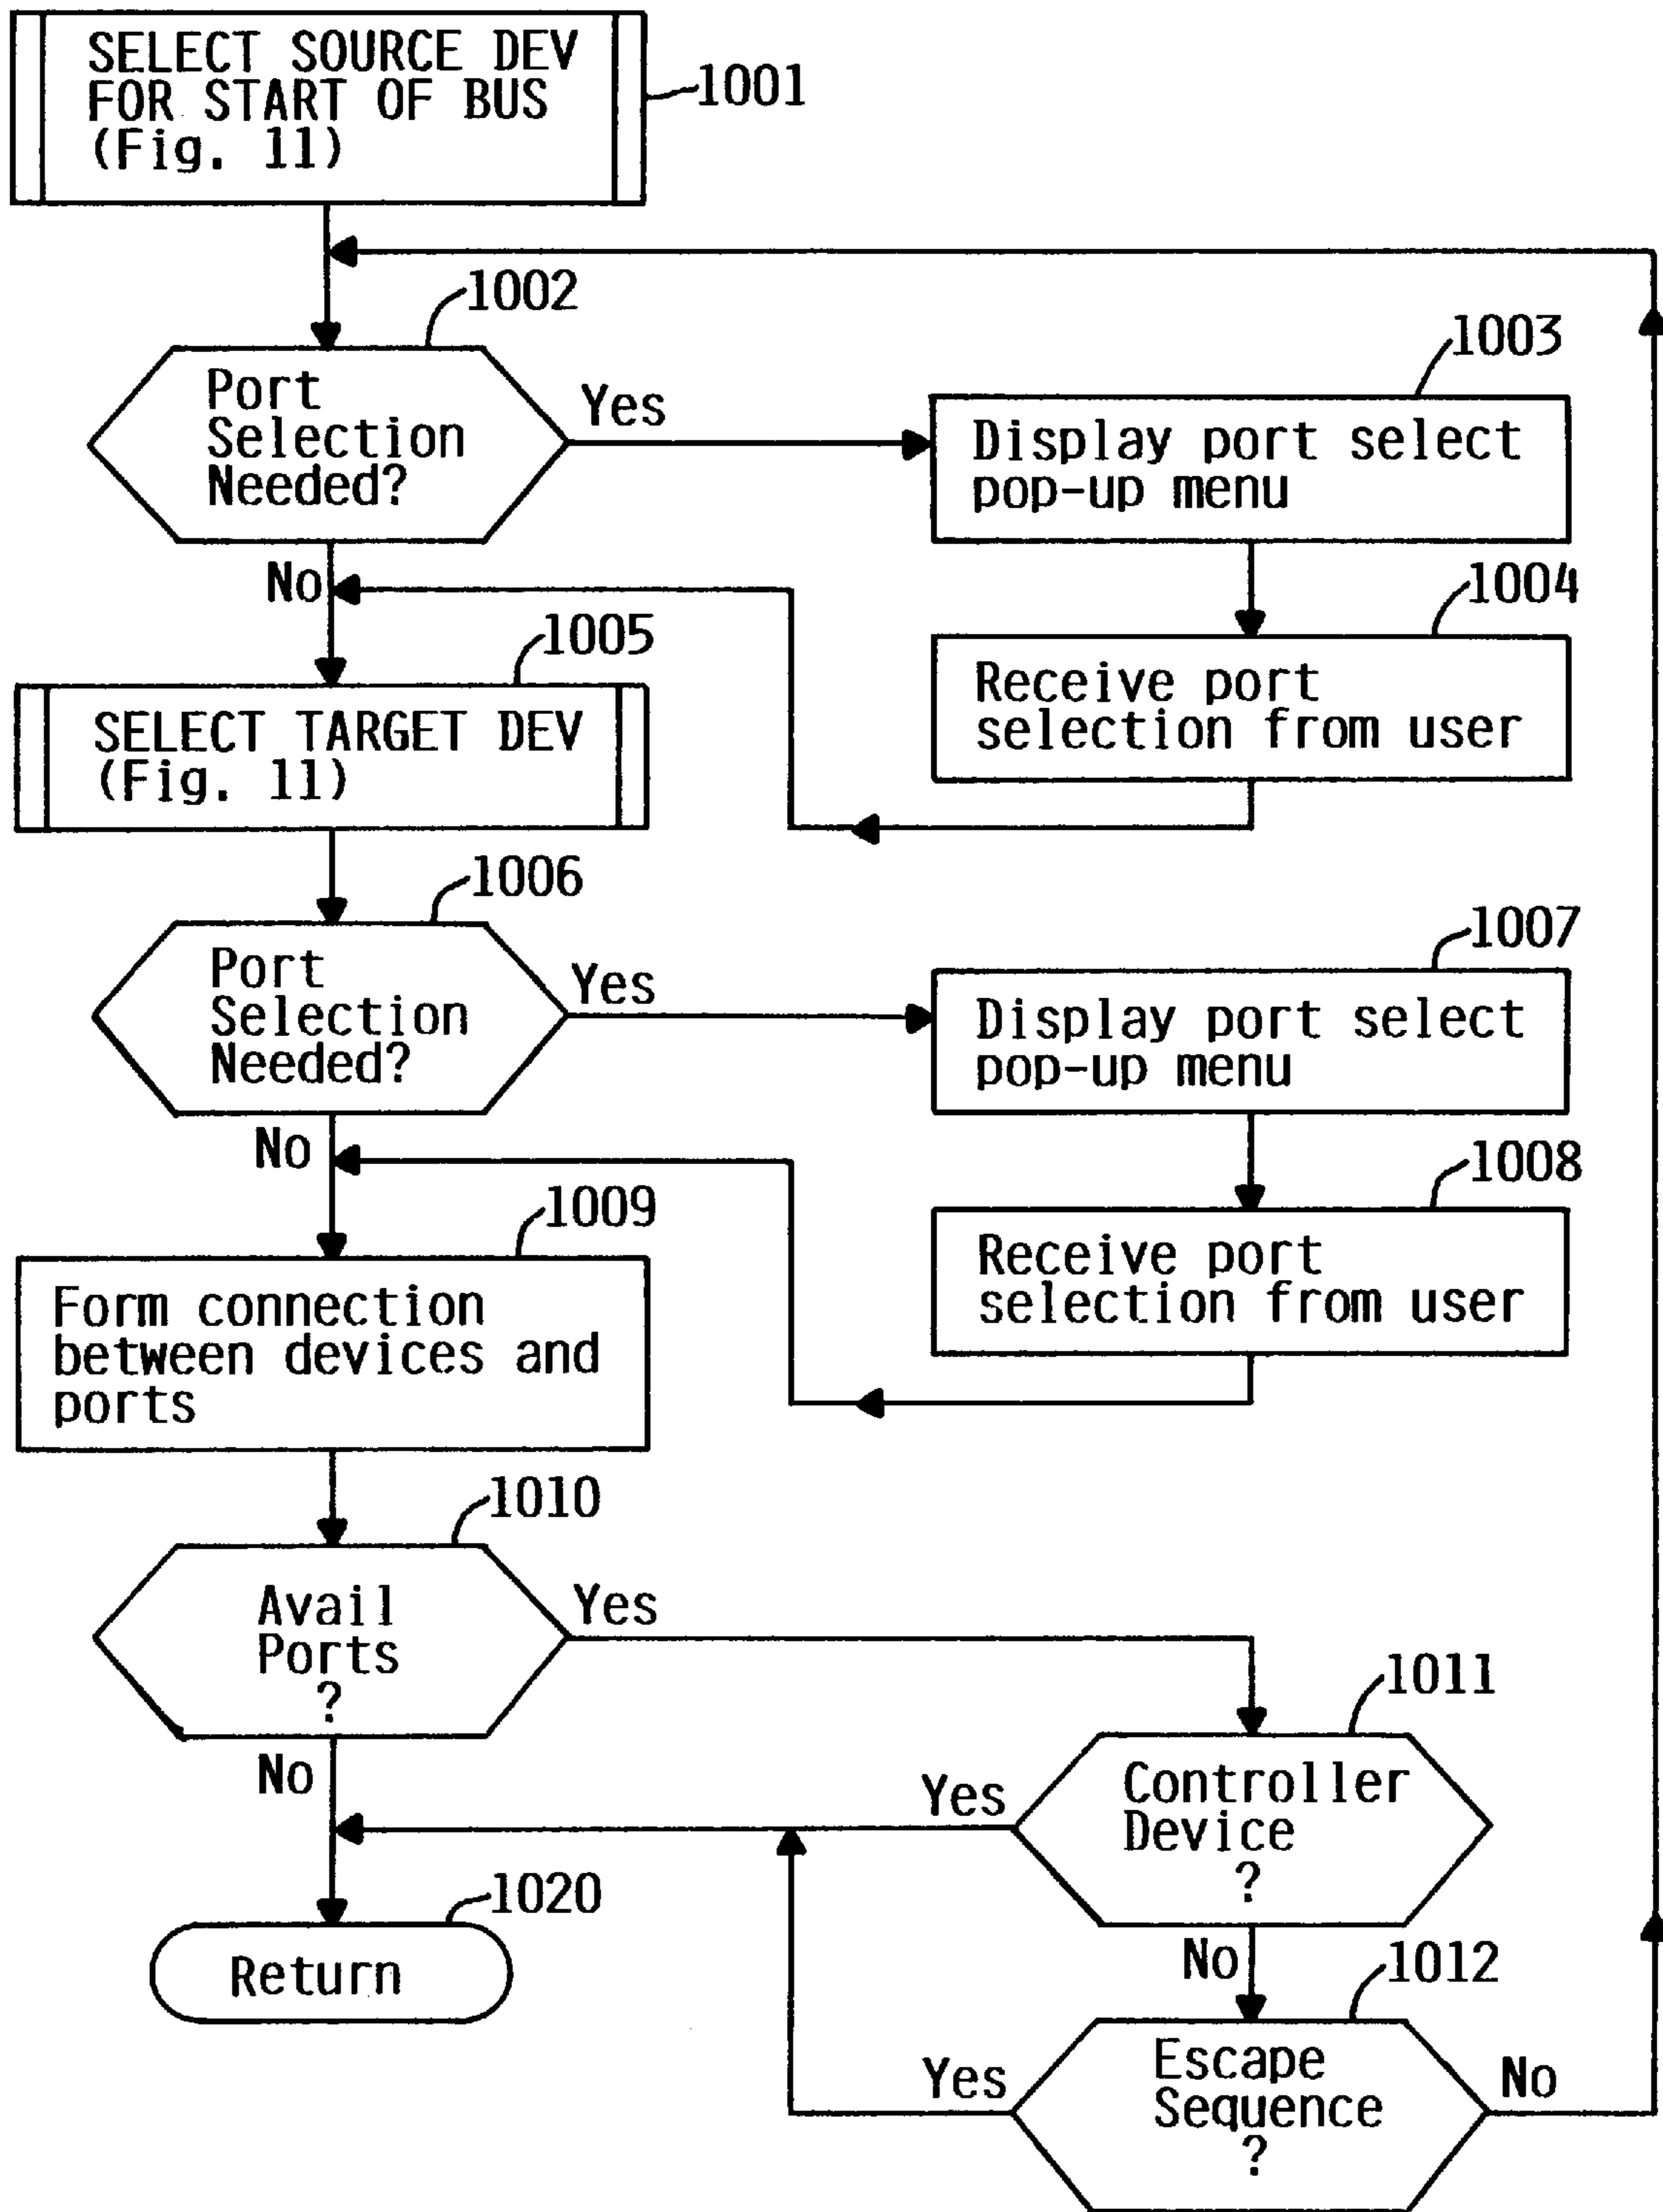 SELECT SOURCE DEV
FOR START OF BUS
(Fig. 11)
1001
1002
Port
Selection
Needed?
Yes
No
1003
Display port select
pop-up menu
1004
Receive port
selection from user
1005
SELECT TARGET DEV
(Fig. 11)
1006
Port
Selection
Needed?
Yes
No
1007
Display port select
pop-up menu
1008
Receive port
selection from user
1009
Form connection
between devices and
ports
1010
Avail
Ports
?
Yes
No
1011
Controller
Device
?
Yes
No
1020
Return
1012
Escape
Sequence
?
Yes
No